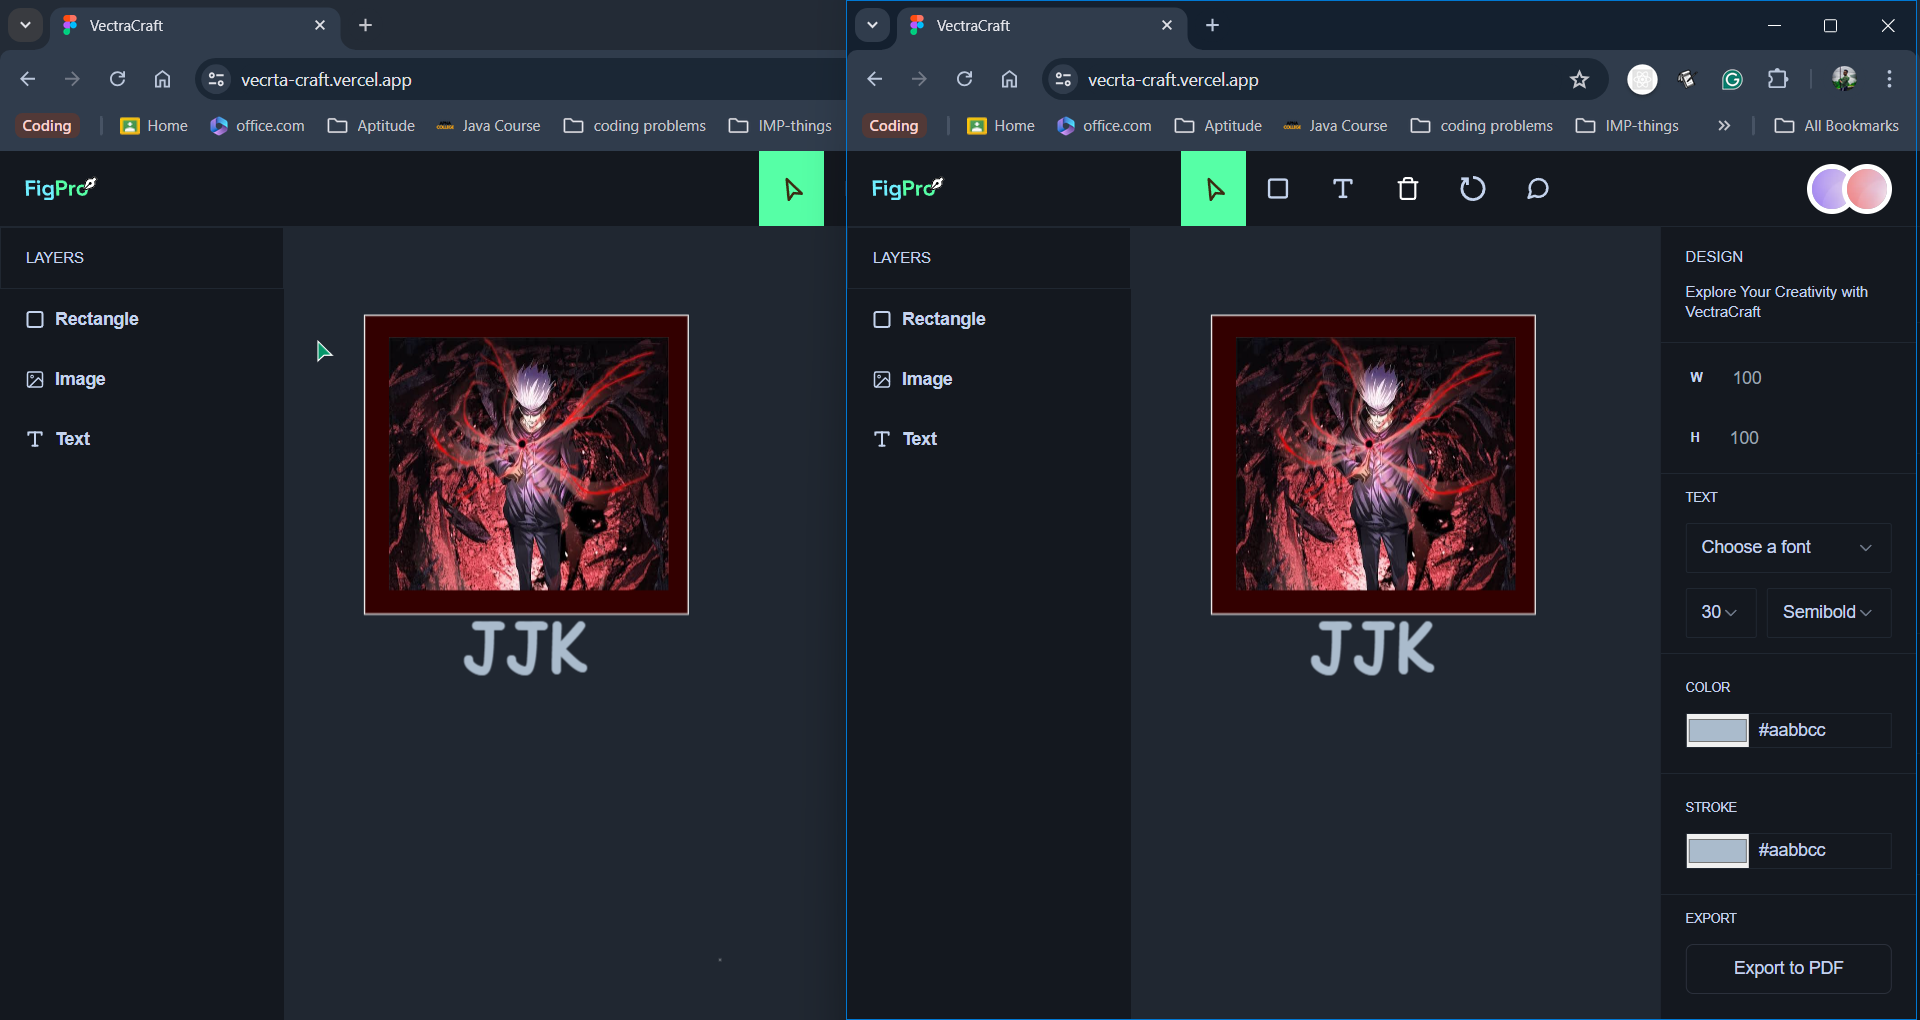 VectraCraft
vecrta-craft.vercel.app
Coding
Home
office.com
Aptitude
Java Course
coding problems
IMP-things
FigPro
LAYERS
Rectangle
Image
Text
JJK
VectraCraft
vecrta-craft.vercel.app
Coding
Home
office.com
Aptitude
Java Course
coding problems
IMP-things
All Bookmarks
FigPro
LAYERS
Rectangle
Image
Text
JJK
DESIGN
Explore Your Creativity with
VectraCraft
W 100
H 100
TEXT
Choose a font
30 Semibold
COLOR
#aabbcc
STROKE
#aabbcc
EXPORT
Export to PDF